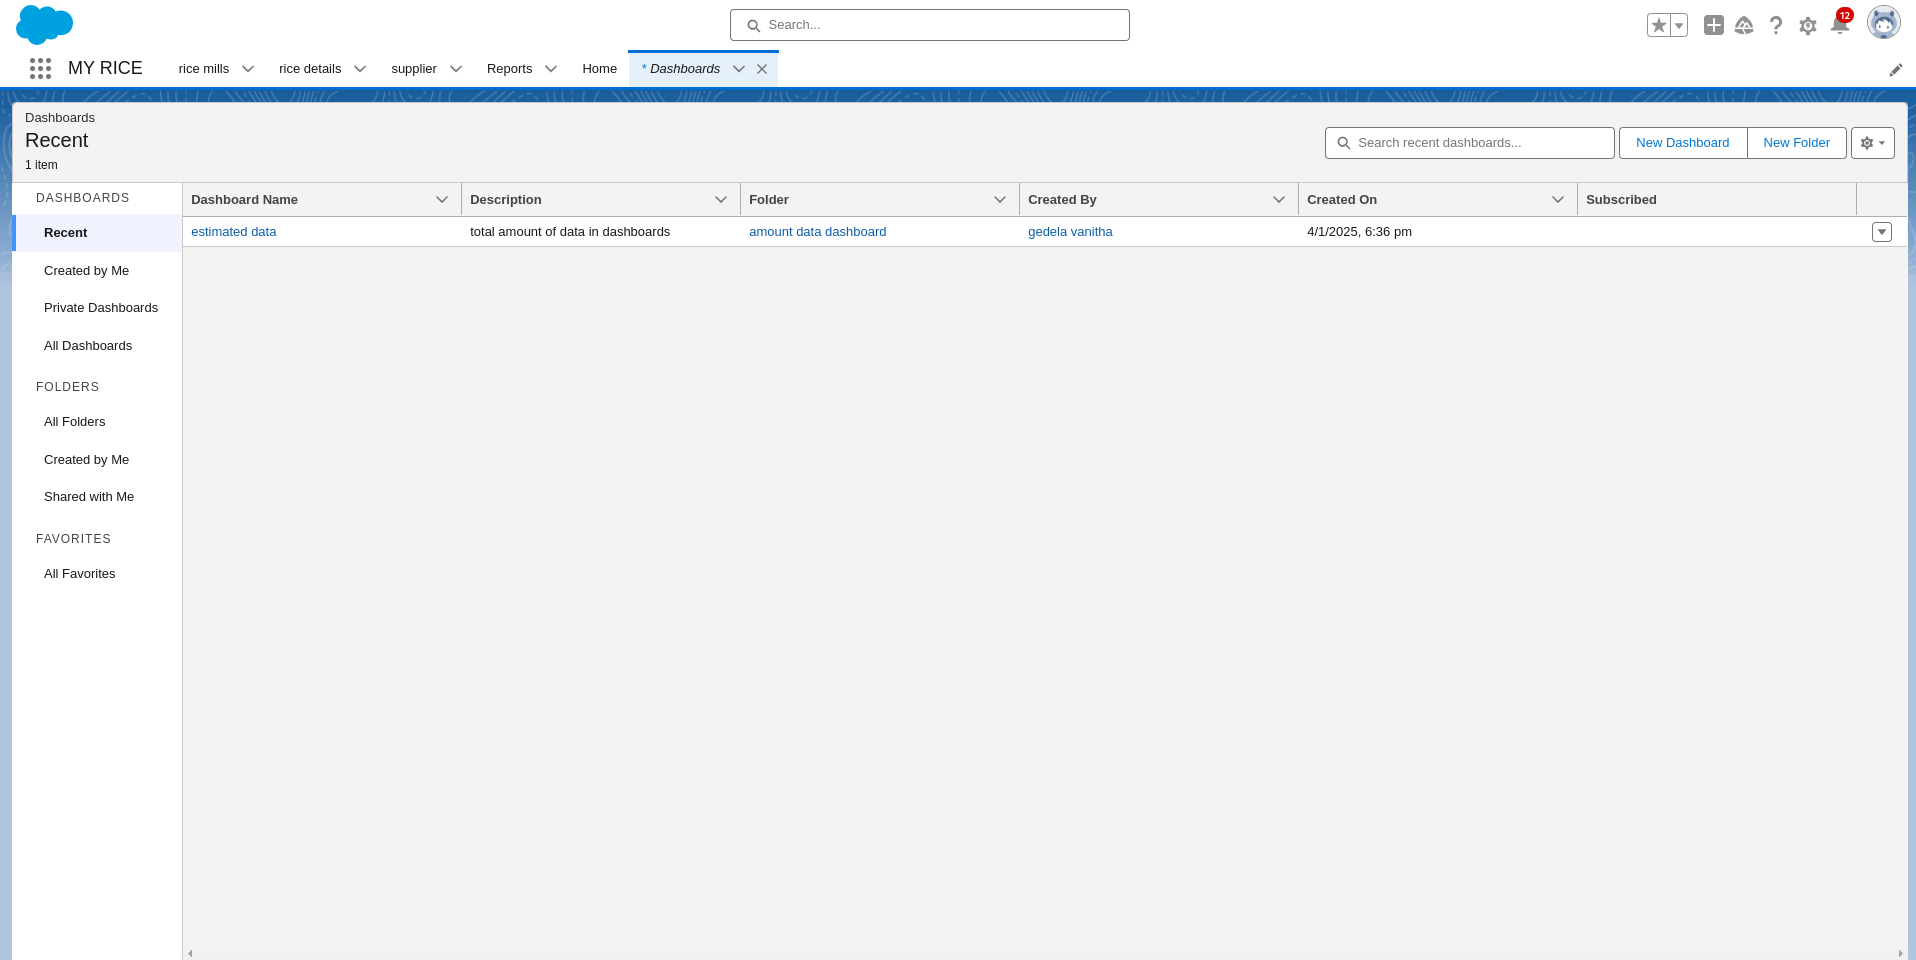 Search...
12
MY RICE
rice mills
rice details
supplier
Reports
Home
* Dashboards
Dashboards
Recent
1 item
Search recent dashboards...
New Dashboard
New Folder
DASHBOARDS
Recent
Created by Me
Private Dashboards
All Dashboards
FOLDERS
All Folders
Created by Me
Shared with Me
FAVORITES
All Favorites
Dashboard Name Description Folder Created By Created On Subscribed
estimated data total amount of data in dashboards amount data dashboard gedela vanitha 4/1/2025, 6:36 pm